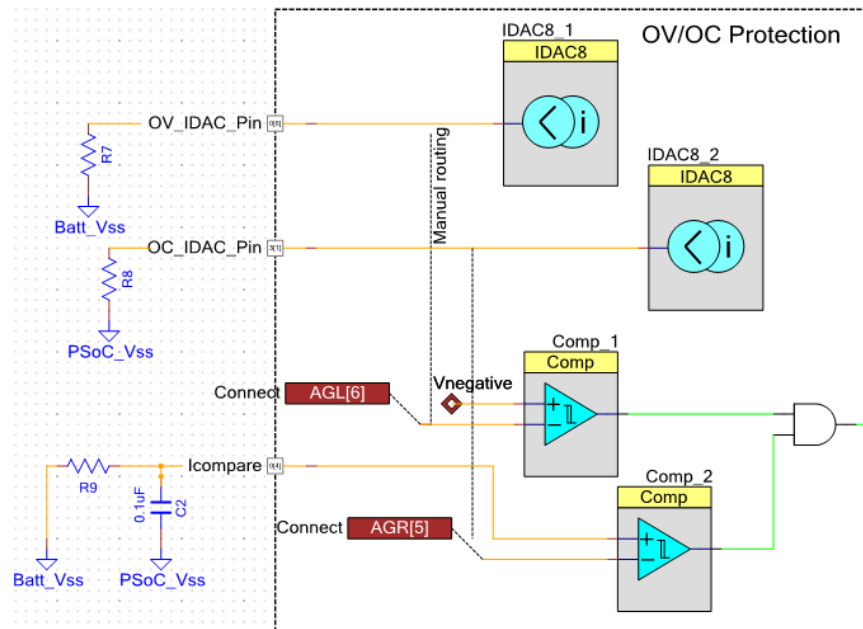 IDAC8_1
OV/OC Protection
IDAC8
OV_IDAC_Pin
i
R7
Manual routing
IDAC8_2
IDAC8
Batt_Vss
OC_IDAC_Pin
i
R8
PSoC_Vss
Comp_1
Comp
Vnegative
Connect AGL[6]
+
-
Icompare
R9
Comp_2
Comp
0.1uF
C2
Connect AGR[5]
+
-
Batt_Vss
PSoC_Vss